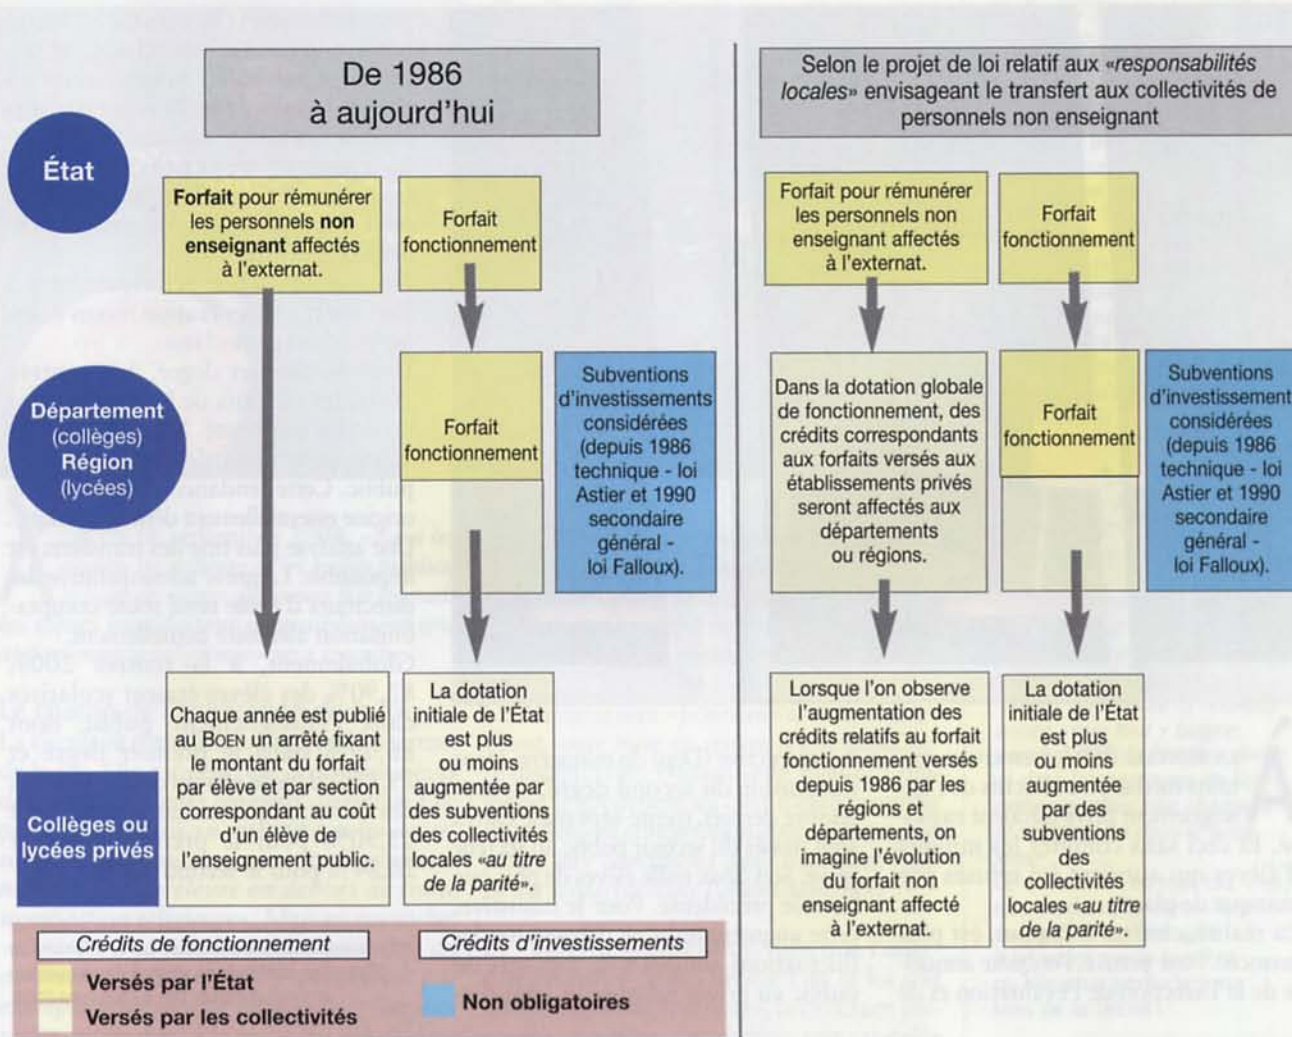 De 1986
à aujourd'hui
État
Forfait pour rémunérer
les personnels non
enseignant affectés
à l'externat.
Forfait
fonctionnement
Département
(collèges)
Région
(lycées)
Forfait
fonctionnement
Subventions
d'investissements
considérées
(depuis 1986
technique - loi
Astier et 1990
secondaire
général -
loi Falloux).
Collèges ou
lycées privés
Chaque année est publié
au BOEN un arrêté fixant
le montant du forfait
par élève et par section
correspondant au coût
d'un élève de
l'enseignement public.
La dotation
initiale de l'État
est plus
ou moins
augmentée par
des subventions
des collectivités
locales «au titre
de la parité».
Selon le projet de loi relatif aux «responsabilités
locales» envisageant le transfert aux collectivités de
personnels non enseignant
Forfait pour rémunérer
les personnels non
enseignant affectés
à l'externat.
Forfait
fonctionnement
Dans la dotation globale
de fonctionnement, des
crédits correspondants
aux forfaits versés aux
établissements privés
seront affectés aux
départements
ou régions.
Forfait
fonctionnement
Subventions
d'investissement
considérées
(depuis 1986
technique - loi
Astier et 1990
secondaire
général -
loi Falloux).
Lorsque l'on observe
l'augmentation des
crédits relatifs au forfait
fonctionnement versés
depuis 1986 par les
régions et
départements, on
imagine l'évolution
du forfait non
enseignant affecté
à l'externat.
La dotation
initiale de l'État
est plus
ou moins
augmentée
par des
subventions
des
collectivités
locales «au titre
de la parité».
Crédits de fonctionnement
Versés par l'État
Versés par les collectivités
Crédits d'investissements
Non obligatoires